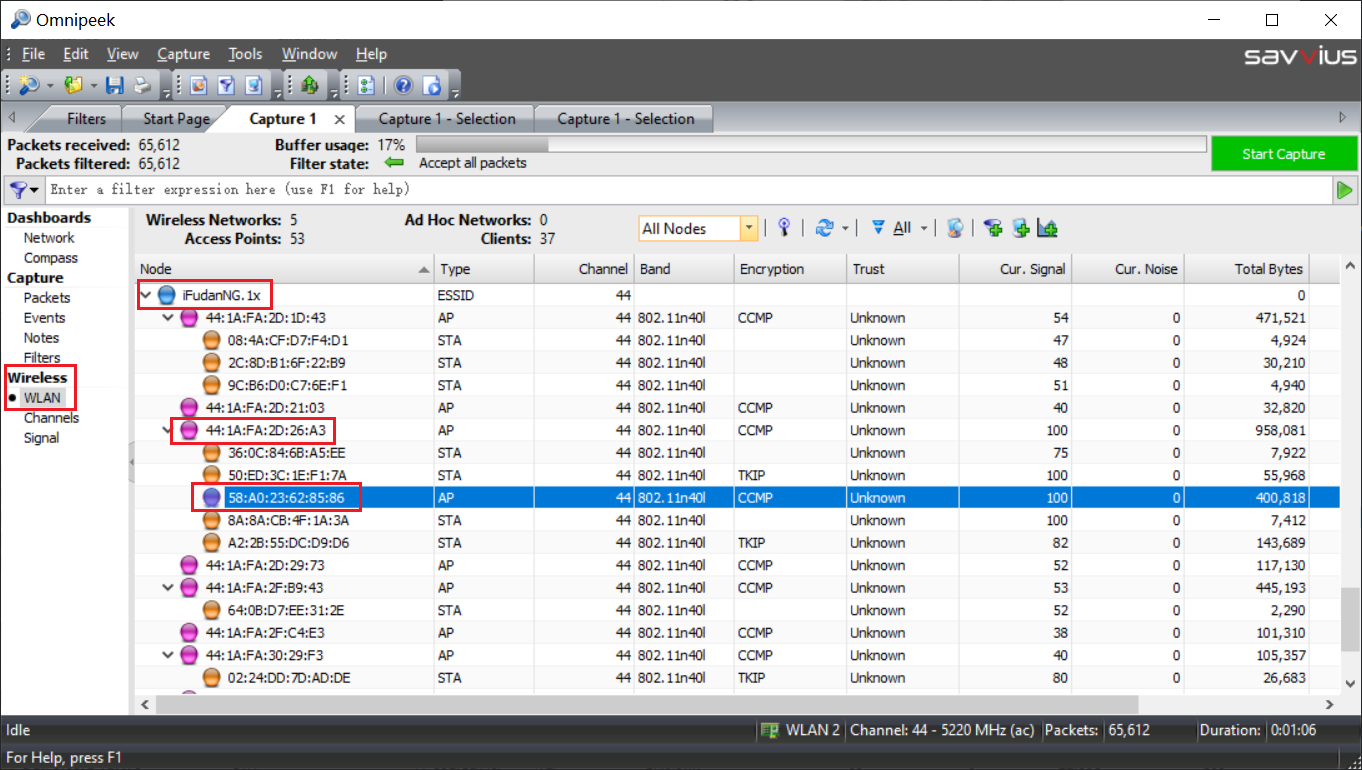 Omnipeek
File Edit View Capture Tools Window Help
savvius
Filters Start Page Capture 1 Capture 1 - Selection Capture 1 - Selection
Packets received: 65,612 Buffer usage: 17%
Packets filtered: 65,612 Filter state: Accept all packets
Start Capture
Enter a filter expression here (use F1 for help)
Dashboards
Network
Compass
Capture
Packets
Events
Notes
Filters
Wireless
WLAN
Channels
Signal
Wireless Networks: 5 Ad Hoc Networks: 0
Access Points: 53 Clients: 37
All Nodes All
Node Type Channel Band Encryption Trust Cur. Signal Cur. Noise Total Bytes
iFudanNG.1x ESSID 44 0
44:1A:FA:2D:1D:43 AP 44 802.11n40l CCMP Unknown 54 0 471,521
08:4A:CF:D7:F4:D1 STA 44 802.11n40l Unknown 47 0 4,924
2C:8D:B1:6F:22:B9 STA 44 802.11n40l Unknown 48 0 30,210
9C:B6:D0:C7:6E:F1 STA 44 802.11n40l Unknown 51 0 4,940
44:1A:FA:2D:21:03 AP 44 802.11n40l CCMP Unknown 40 0 32,820
44:1A:FA:2D:26:A3 AP 44 802.11n40l CCMP Unknown 100 0 958,081
36:0C:84:6B:A5:EE STA 44 802.11n40l Unknown 75 0 7,922
50:ED:3C:1E:F1:7A STA 44 802.11n40l TKIP Unknown 100 0 55,968
58:A0:23:62:85:86 AP 44 802.11n40l CCMP Unknown 100 0 400,818
8A:8A:CB:4F:1A:3A STA 44 802.11n40l Unknown 100 0 7,412
A2:2B:55:DC:D9:D6 STA 44 802.11n40l TKIP Unknown 82 0 143,689
44:1A:FA:2D:29:73 AP 44 802.11n40l CCMP Unknown 52 0 117,130
44:1A:FA:2F:B9:43 AP 44 802.11n40l CCMP Unknown 53 0 445,193
64:0B:D7:EE:31:2E STA 44 802.11n40l Unknown 52 0 2,290
44:1A:FA:2F:C4:E3 AP 44 802.11n40l CCMP Unknown 38 0 101,310
44:1A:FA:30:29:F3 AP 44 802.11n40l CCMP Unknown 40 0 105,357
02:24:DD:7D:AD:DE STA 44 802.11n40l TKIP Unknown 80 0 26,683
Idle WLAN 2 Channel: 44 - 5220 MHz (ac) Packets: 65,612 Duration: 0:01:06
For Help, press F1